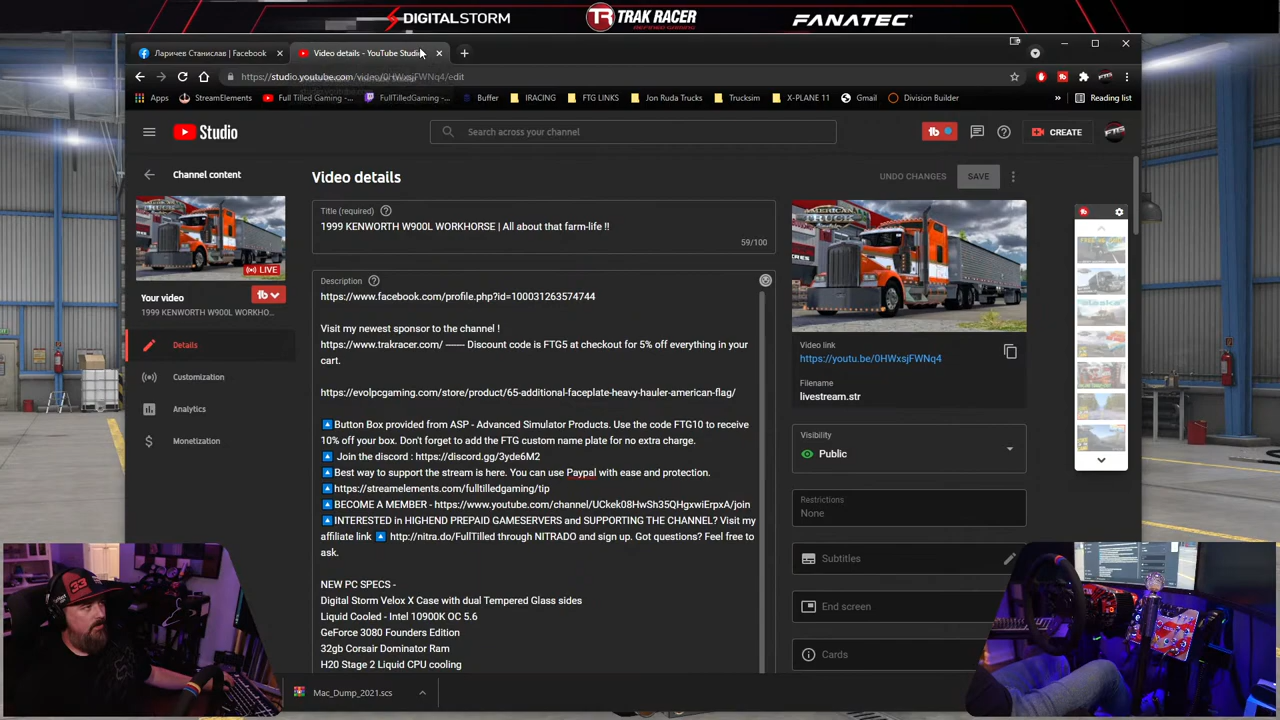 DIGITALSTORM
TR TRAK RACER
FANATEC
Ларичев Станислав | Facebook
Video details - YouTube Studio
https://studio.youtube.com/video/0HWxsjFWNq4/edit
Apps
StreamElements
Full Tilled Gaming -...
FullTilledGaming -...
Buffer
IRACING
FTG LINKS
Jon Ruda Trucks
Trucksim
X-PLANE 11
Gmail
Division Builder
»
Reading list
Studio
Search across your channel
CREATE
Channel content
Video details
UNDO CHANGES
SAVE
Title (required)
1999 KENWORTH W900L WORKHORSE | All about that farm-life !!
59/100
AMERICAN
TRUCK
LIVE
Your video
1999 KENWORTH W900L WORKHO...
Details
Customization
Analytics
Monetization
Description
https://www.facebook.com/profile.php?id=100031263574744
Visit my newest sponsor to the channel !
https://www.trakracer.com/ ------ Discount code is FTG5 at checkout for 5% off everything in your
cart.
https://evolpcgaming.com/store/product/65-additional-faceplate-heavy-hauler-american-flag/
🔼Button Box provided from ASP - Advanced Simulator Products. Use the code FTG10 to receive
10% off your box. Don't forget to add the FTG custom name plate for no extra charge.
🔼 Join the discord : https://discord.gg/3yde6M2
🔼Best way to support the stream is here. You can use Paypal with ease and protection.
🔼https://streamelements.com/fulltilledgaming/tip
🔼BECOME A MEMBER - https://www.youtube.com/channel/UCkek08HwSh35QHgxwiErpxA/join
🔼INTERESTED in HIGHEND PREPAID GAMESERVERS and SUPPORTING THE CHANNEL? Visit my
affiliate link 🔼 http://nitra.do/FullTilled through NITRADO and sign up. Got questions? Feel free to
ask.
NEW PC SPECS -
Digital Storm Velox X Case with dual Tempered Glass sides
Liquid Cooled - Intel 10900K OC 5.6
GeForce 3080 Founders Edition
32gb Corsair Dominator Ram
H20 Stage 2 Liquid CPU cooling
AMERICAN
TRUCK
Video link
https://youtu.be/0HWxsjFWNq4
Filename
livestream.str
Visibility
Public
Restrictions
None
Subtitles
End screen
Cards
Mac_Dump_2021.scs
33